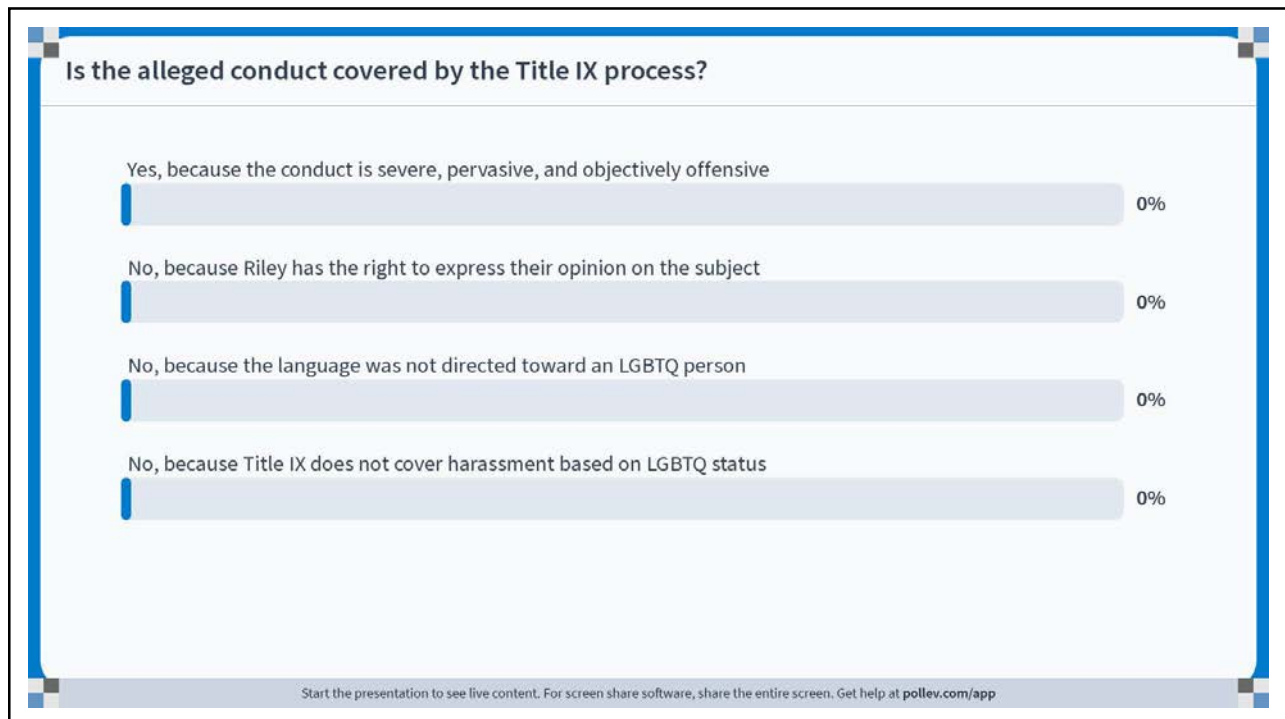 Is the alleged conduct covered by the Title IX process?
Yes, because the conduct is severe, pervasive, and objectively offensive
0%
No, because Riley has the right to express their opinion on the subject
0%
No, because the language was not directed toward an LGBTQ person
0%
No, because Title IX does not cover harassment based on LGBTQ status
0%
Start the presentation to see live content. For screen share software, share the entire screen. Get help at pollev.com/app